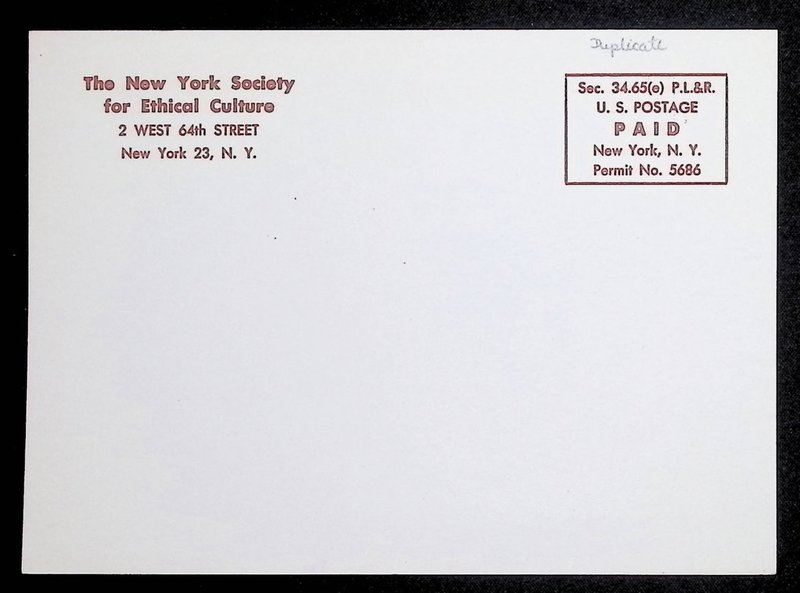 Duplicate
The New York Society
for Ethical Culture
2 WEST 64th STREET
New York 23, N. Y.
Sec. 34.65(e) P.L.&R.
U. S. POSTAGE
PAID
New York, N. Y.
Permit No. 5686